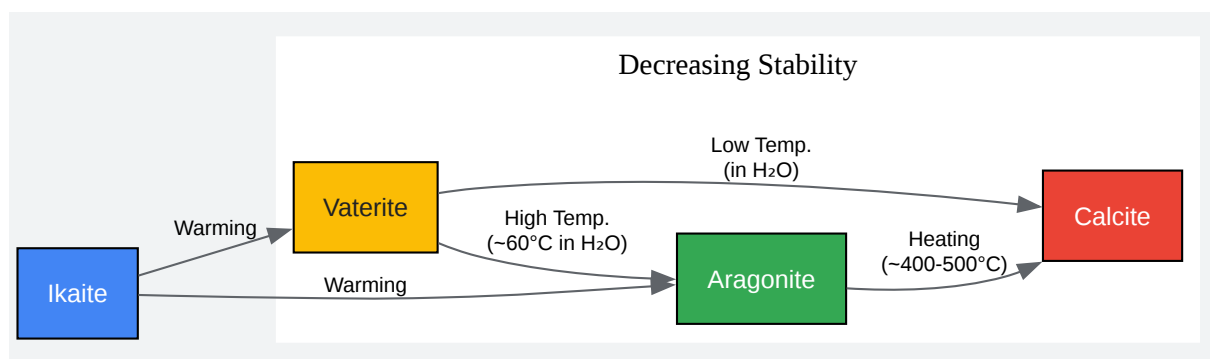 Decreasing Stability
Low Temp.
(in H₂O)
Vaterite
Calcite
High Temp.
(~60°C in H₂O)
Warming
Heating
(~400-500°C)
Ikaite
Warming
Aragonite